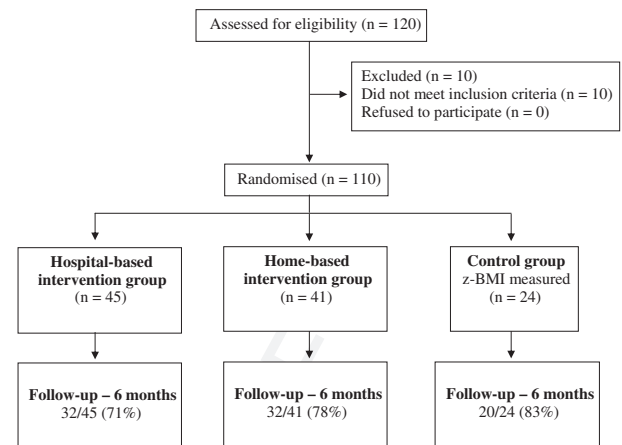 Assessed for eligibility (n = 120)
Excluded (n = 10)
Did not meet inclusion criteria (n = 10)
Refused to participate (n = 0)
Randomised (n = 110)
Hospital-based
intervention group
(n = 45)
Home-based
intervention group
(n = 41)
Control group
z-BMI measured
(n = 24)
Follow-up – 6 months
32/45 (71%)
Follow-up – 6 months
32/41 (78%)
Follow-up – 6 months
20/24 (83%)